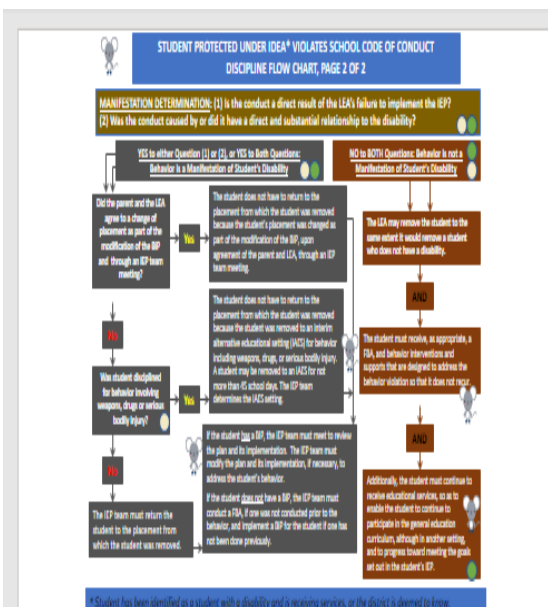 STUDENT PROTECTED UNDER IDEA* VIOLATES SCHOOL CODE OF CONDUCT
DISCIPLINE FLOW CHART, PAGE 2 OF 2
MANIFESTATION DETERMINATION: (1) Is the conduct a direct result of the LEA's failure to implement the IEP?
(2) Was the conduct caused by or did it have a direct and substantial relationship to the disability?
YES to either Question (1) or (2), or YES to Both Questions:
Behavior is a Manifestation of Student's Disability
NO to BOTH Questions: Behavior is not a
Manifestation of Student's Disability
Did the parent and the LEA
agree to a change of
placement as part of the
modification of the BIP
and through an IEP team
meeting?
Yes
The student does not have to return to the
placement from which the student was removed
because the student's placement was changed as
part of the modification of the BIP, upon
agreement of the parent and LEA, through an IEP
team meeting.
The LEA may remove the student to the
same extent it would remove a student
who does not have a disability.
AND
No
The student does not have to return to the
placement from which the student was removed
because the student was removed to an interim
alternative educational setting (IAES) for behavior
including weapons, drugs, or serious bodily injury.
A student may be removed to an IAES for not
more than 45 school days. The IEP team
determines the IAES setting.
The student must receive, as appropriate, a
FBA, and behavior interventions and
supports that are designed to address the
behavior violation so that it does not recur.
Was student disciplined
for behavior involving
weapons, drugs or serious
bodily injury?
Yes
AND
No
If the student has a BIP, the IEP team must meet to review
the plan and its implementation. The IEP team must
modify the plan and its implementation, if necessary, to
address the student's behavior.
If the student does not have a BIP, the IEP team must
conduct a FBA, if one was not conducted prior to the
behavior, and implement a BIP for the student if one has
not been done previously.
Additionally, the student must continue to
receive educational services, so as to
enable the student to continue to
participate in the general education
curriculum, although in another setting,
and to progress toward meeting the goals
set out in the student's IEP.
The IEP team must return the
student to the placement from
which the student was removed.
* Student has been identified as a student with a disability and is receiving services, or the district is deemed to know.